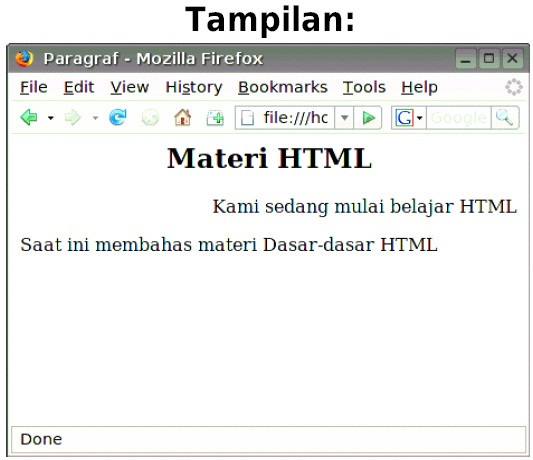 Tampilan:
Paragraf - Mozilla Firefox
File Edit View History Bookmarks Tools Help
file:///hc G Google
Materi HTML
Kami sedang mulai belajar HTML
Saat ini membahas materi Dasar-dasar HTML
Done